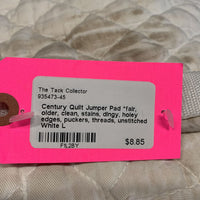 The Tack Collector
935473-45
Century Quilt Jumper Pad *fair,
older, clean, stains, dingy, holey
edges, puckers, threads, unstitched
White L
$8.85